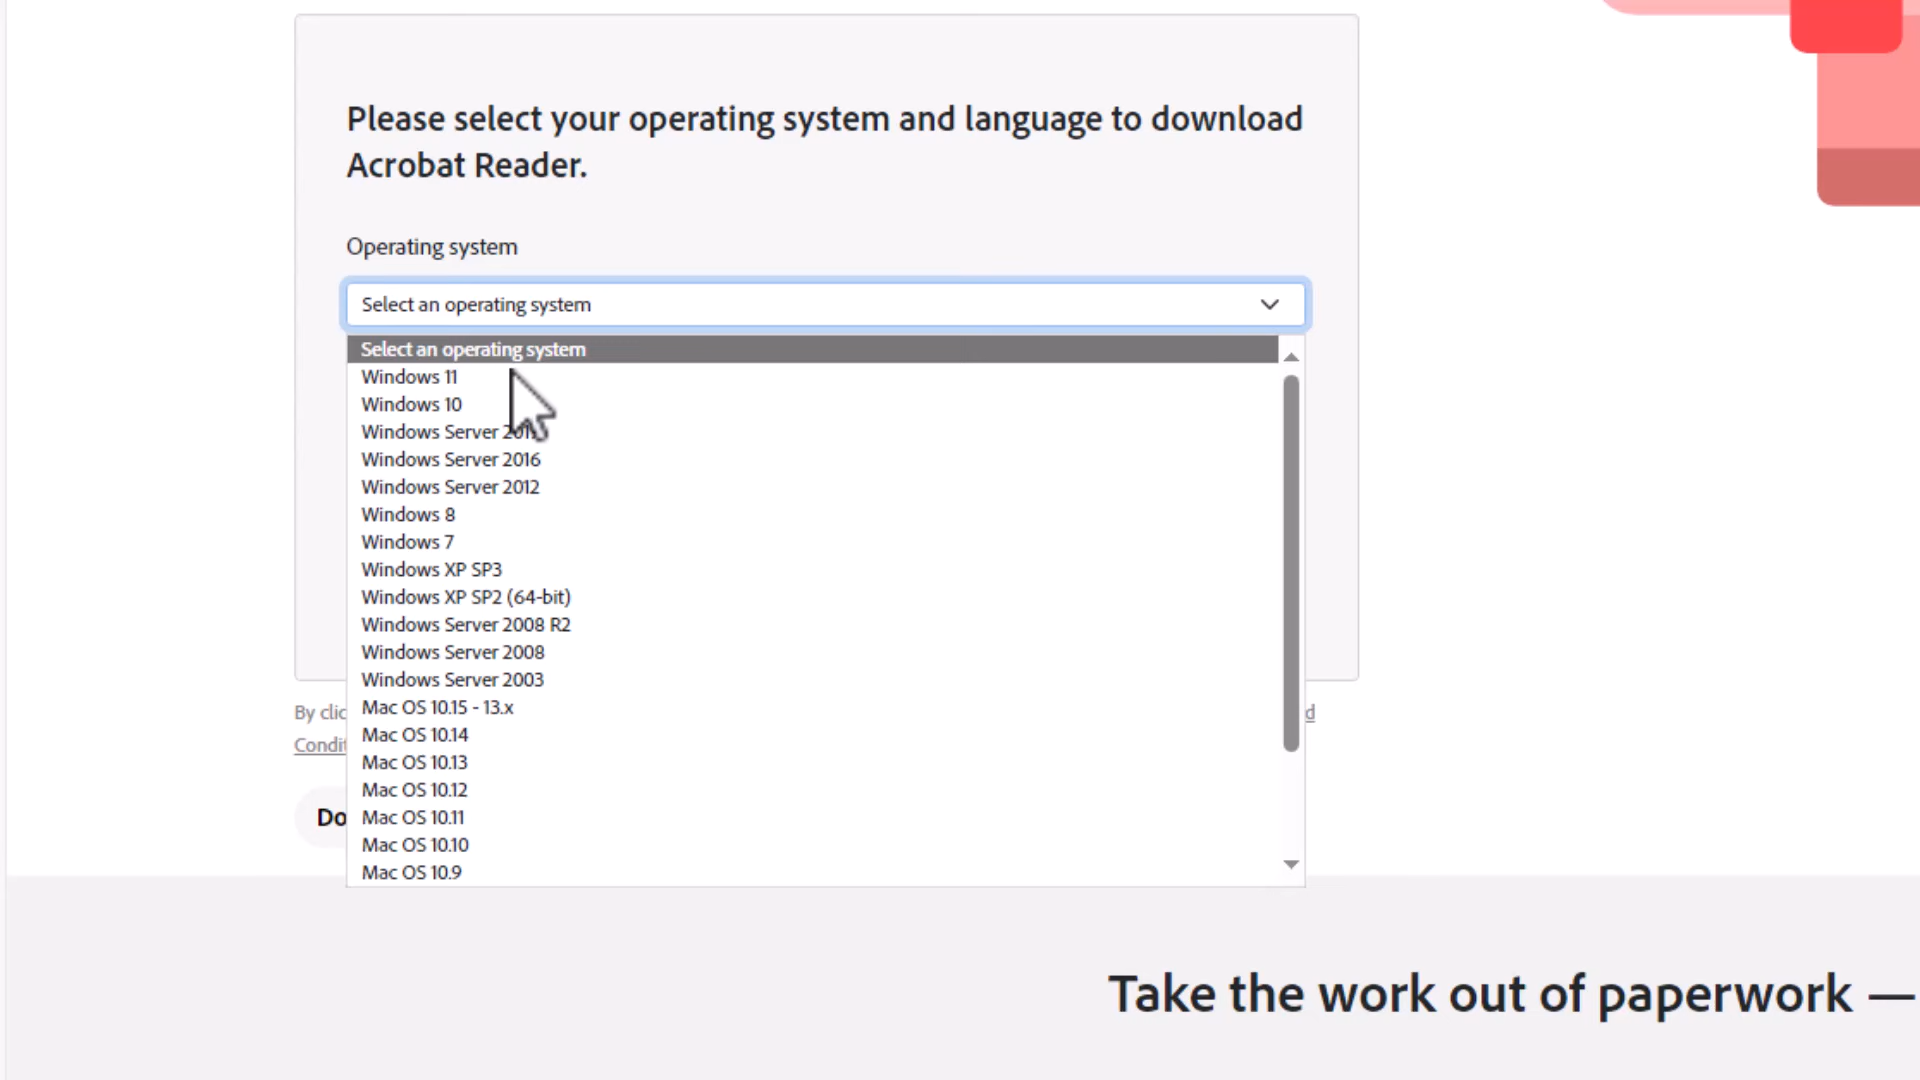 Please select your operating system and language to download
Acrobat Reader.
Operating system
Select an operating system
Select an operating system
Windows 11
Windows 10
Windows Server
Windows Server 2016
Windows Server 2012
Windows 8
Windows 7
Windows XP SP3
Windows XP SP2 (64-bit)
Windows Server 2008 R2
Windows Server 2008
Windows Server 2003
Mac OS 10.15 - 13.x
By clic d
Mac OS 10.14
Condit
Mac OS 10.13
Mac OS 10.12
Mac OS 10.11
Do
Mac OS 10.10
Mac OS 10.9
Take the work out of paperwork —